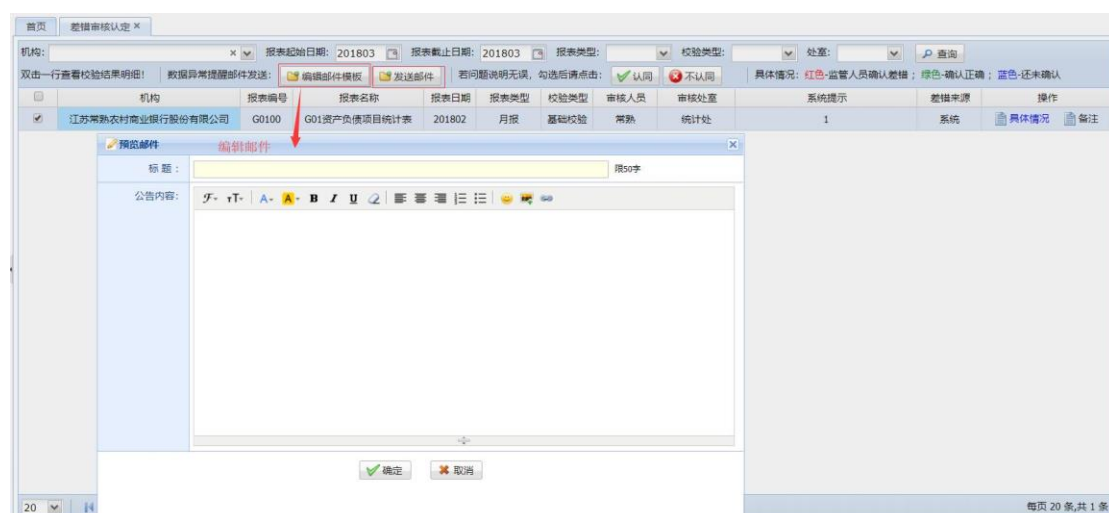 首页 差错审核认定 ×
机构: × 报表起始日期: 201803 报表截止日期: 201803 报表类型: 校验类型: 处室: 查询
双击一行查看校验结果明细! 数据异常提醒邮件发送: 编辑邮件模板 发送邮件 若问题说明无误,勾选后请点击: 认同 不认同 具体情况: 红色-监管人员确认差错; 绿色-确认正确; 蓝色-还未确认
机构 报表编号 报表名称 报表日期 报表类型 校验类型 审核人员 审核处室 系统提示 差错来源 操作
江苏常熟农村商业银行股份有限公司 G0100 G01资产负债项目统计表 201802 月报 基础校验 常熟 统计处 1 系统 具体情况 备注
预览邮件 编辑邮件 ×
标 题: 限50字
公告内容: ℱ тT A A B I U
确定 取消
20 每页 20 条,共 1 条